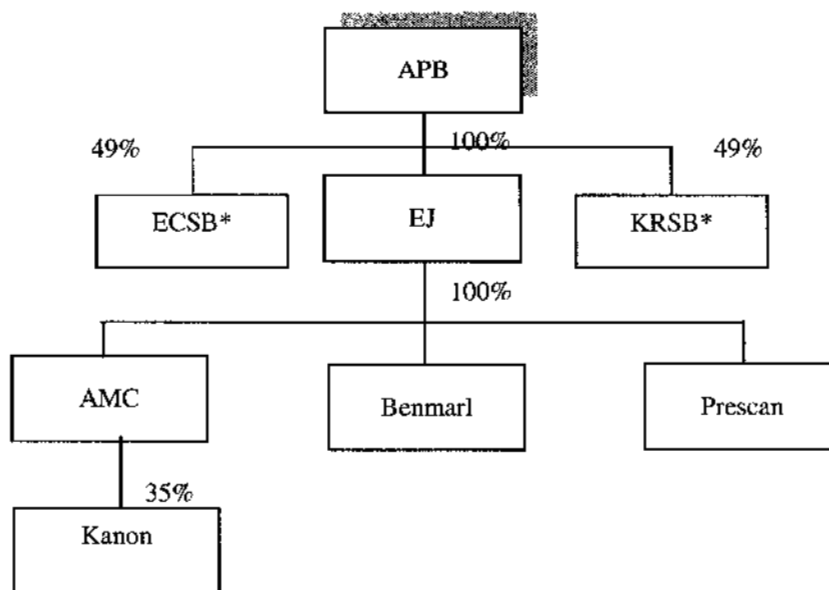 APB
49%
100%
49%
ECSB*
EJ
KRSB*
100%
AMC
Benmarl
Prescan
35%
Kanon